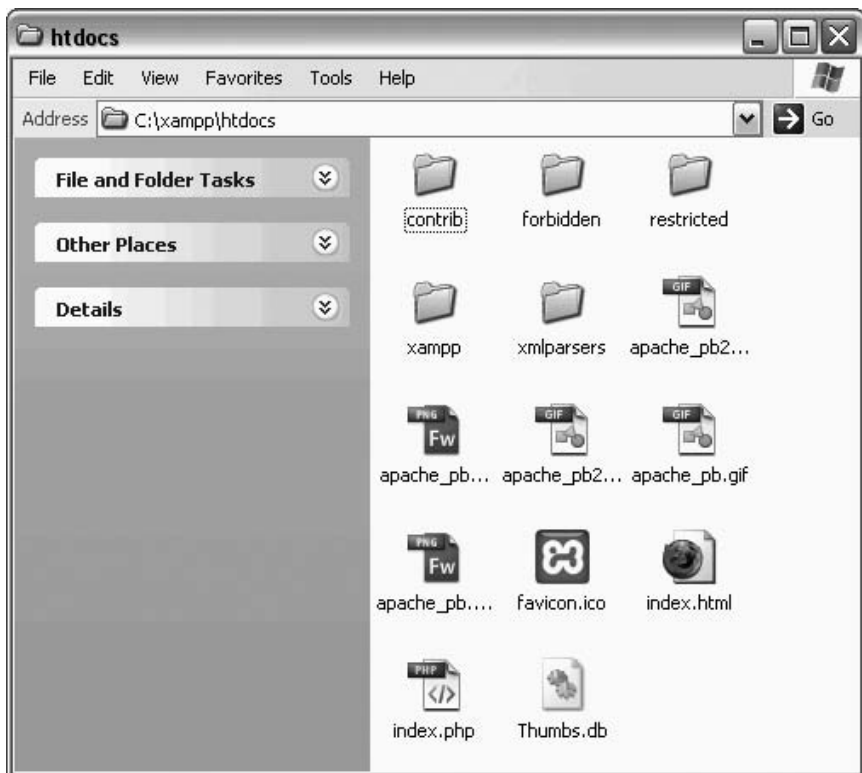 htdocs
File Edit View Favorites Tools Help
Address C:\xampp\htdocs Go
File and Folder Tasks
Other Places
Details
contrib forbidden restricted
GIF
xampp xmlparsers apache_pb2...
PNG Fw GIF GIF
apache_pb... apache_pb2... apache_pb.gif
PNG Fw
apache_pb.... favicon.ico index.html
PHP </>
index.php Thumbs.db